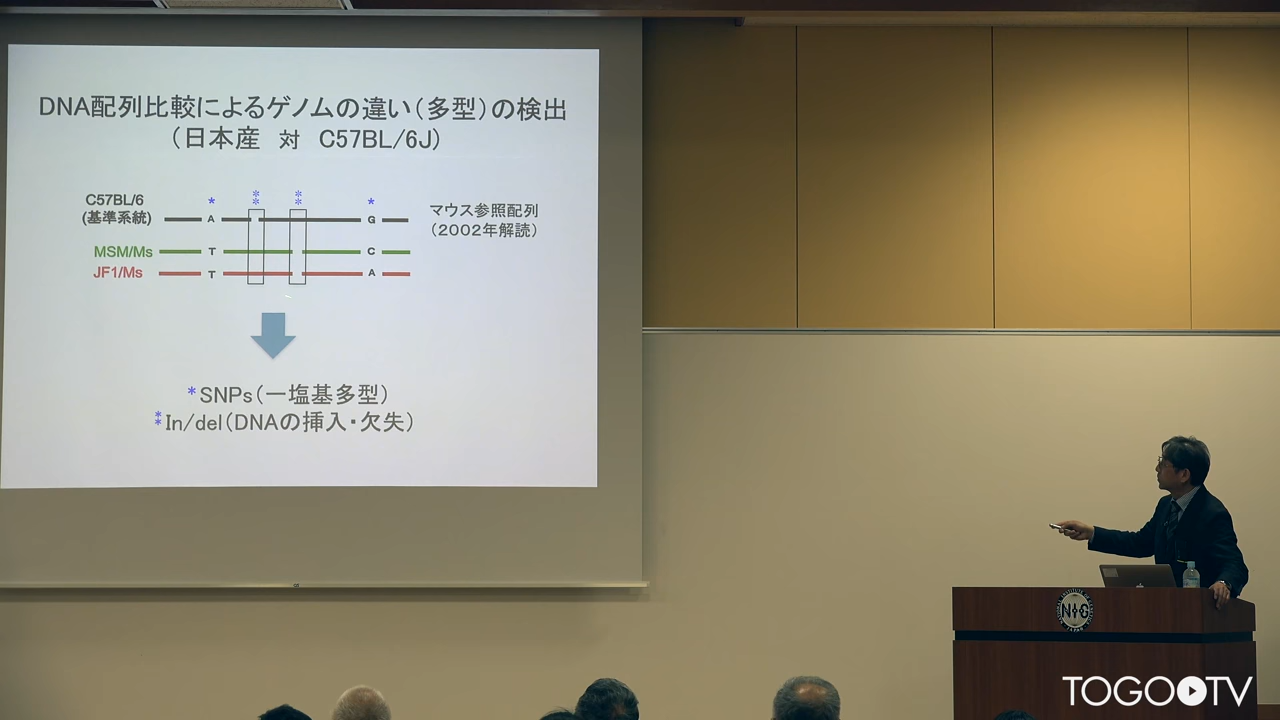 DNA配列比較によるゲノムの違い(多型)の検出
(日本産 対 C57BL/6J)
C57BL/6
(基準系統)
* ** ** *
A G
マウス参照配列
(2002年解読)
MSM/Ms T C
JF1/Ms T A
*SNPs(一塩基多型)
**In/del(DNAの挿入・欠失)
NIG
JAPAN
TOGOTV